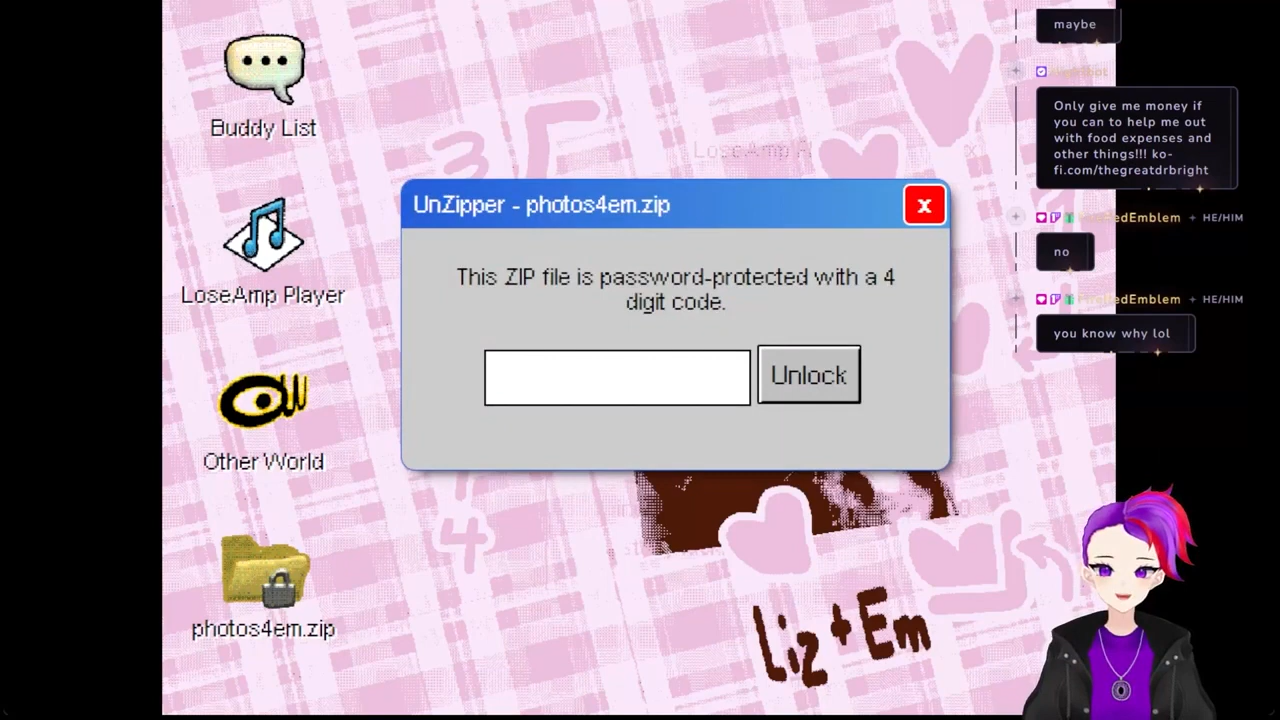 Buddy List
LoseAmp Player
Other World
photos4em.zip
3
4
UnZipper - photos4em.zip
x
This ZIP file is password-protected with a 4
digit code.
Unlock
Liz + Em
maybe
Only give me money if
you can to help me out
with food expenses and
other things!!! ko-
fi.com/thegreatdrbright
HE/HIM
no
HE/HIM
you know why lol